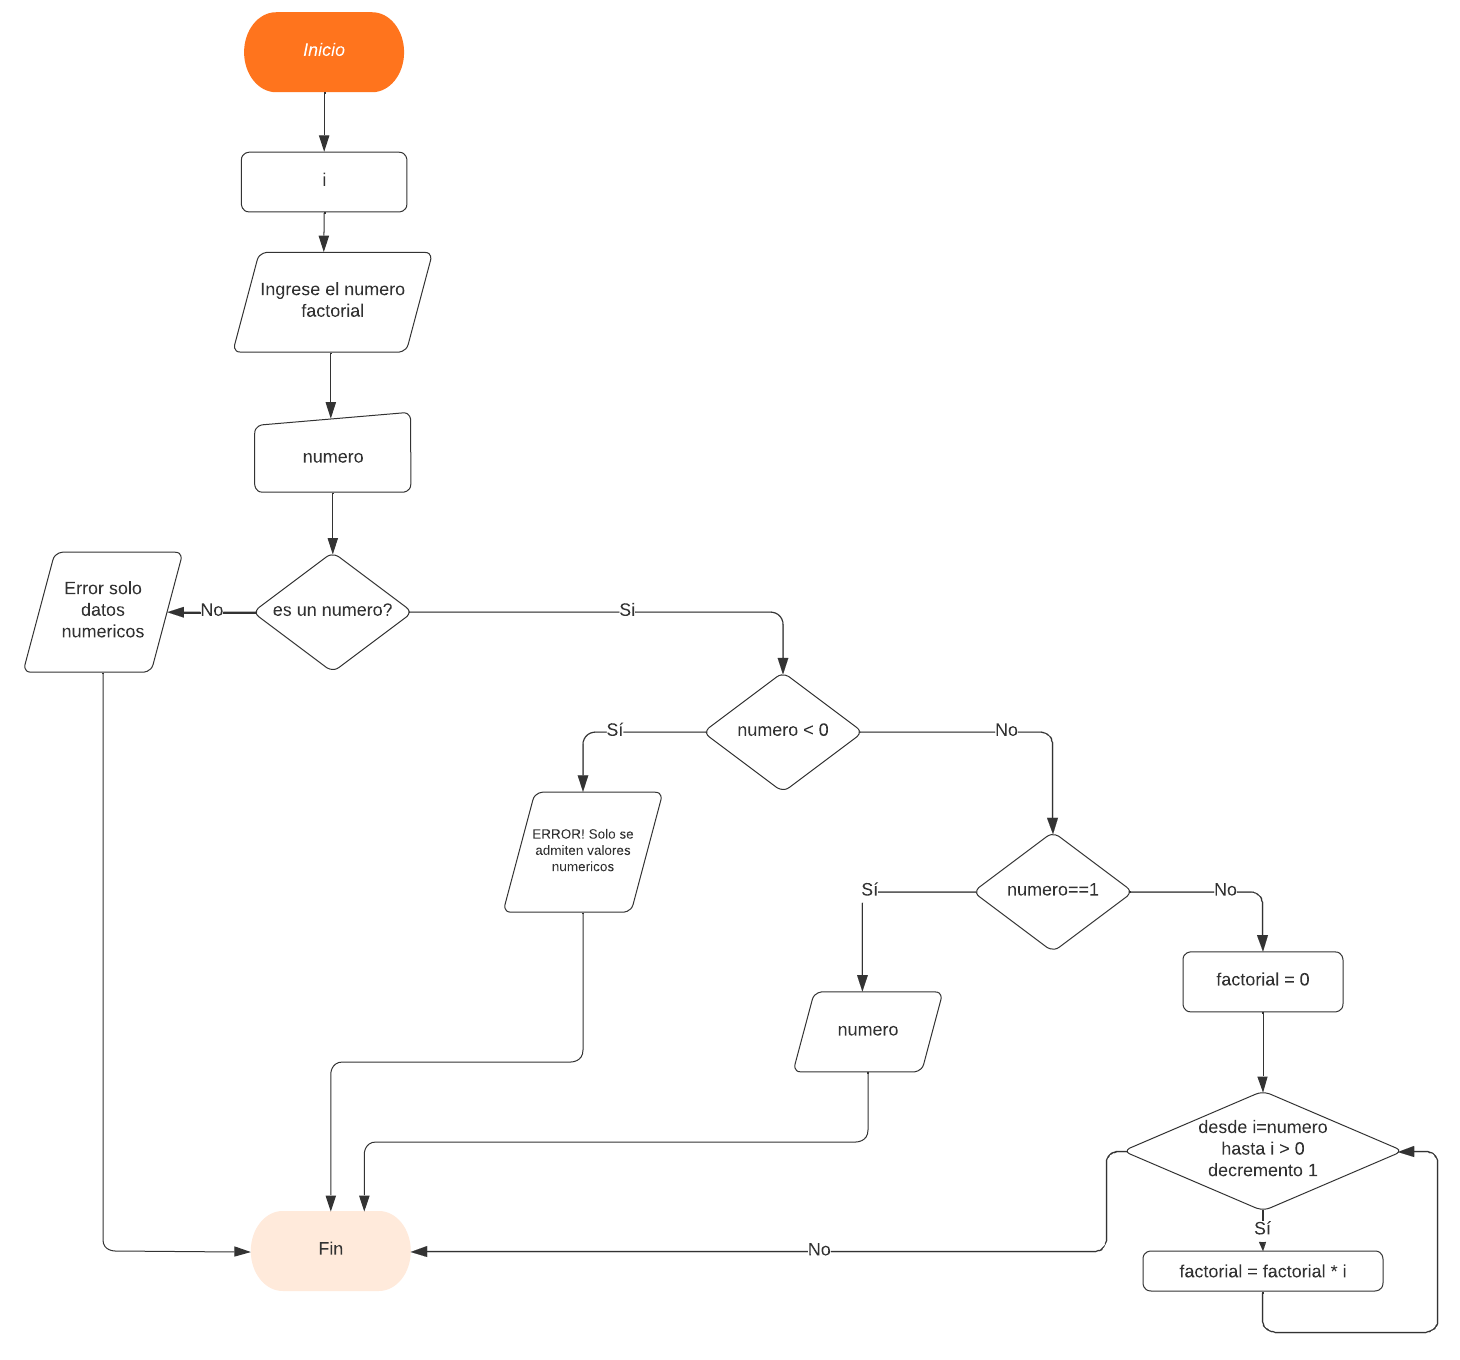 Inicio
i
Ingrese el numero
factorial
numero
es un numero?
No
Error solo
datos
numericos
Si
numero < 0
Sí
No
ERROR! Solo se
admiten valores
numericos
numero==1
Sí
No
numero
factorial = 0
desde i=numero
hasta i > 0
decremento 1
Sí
No
factorial = factorial * i
Fin